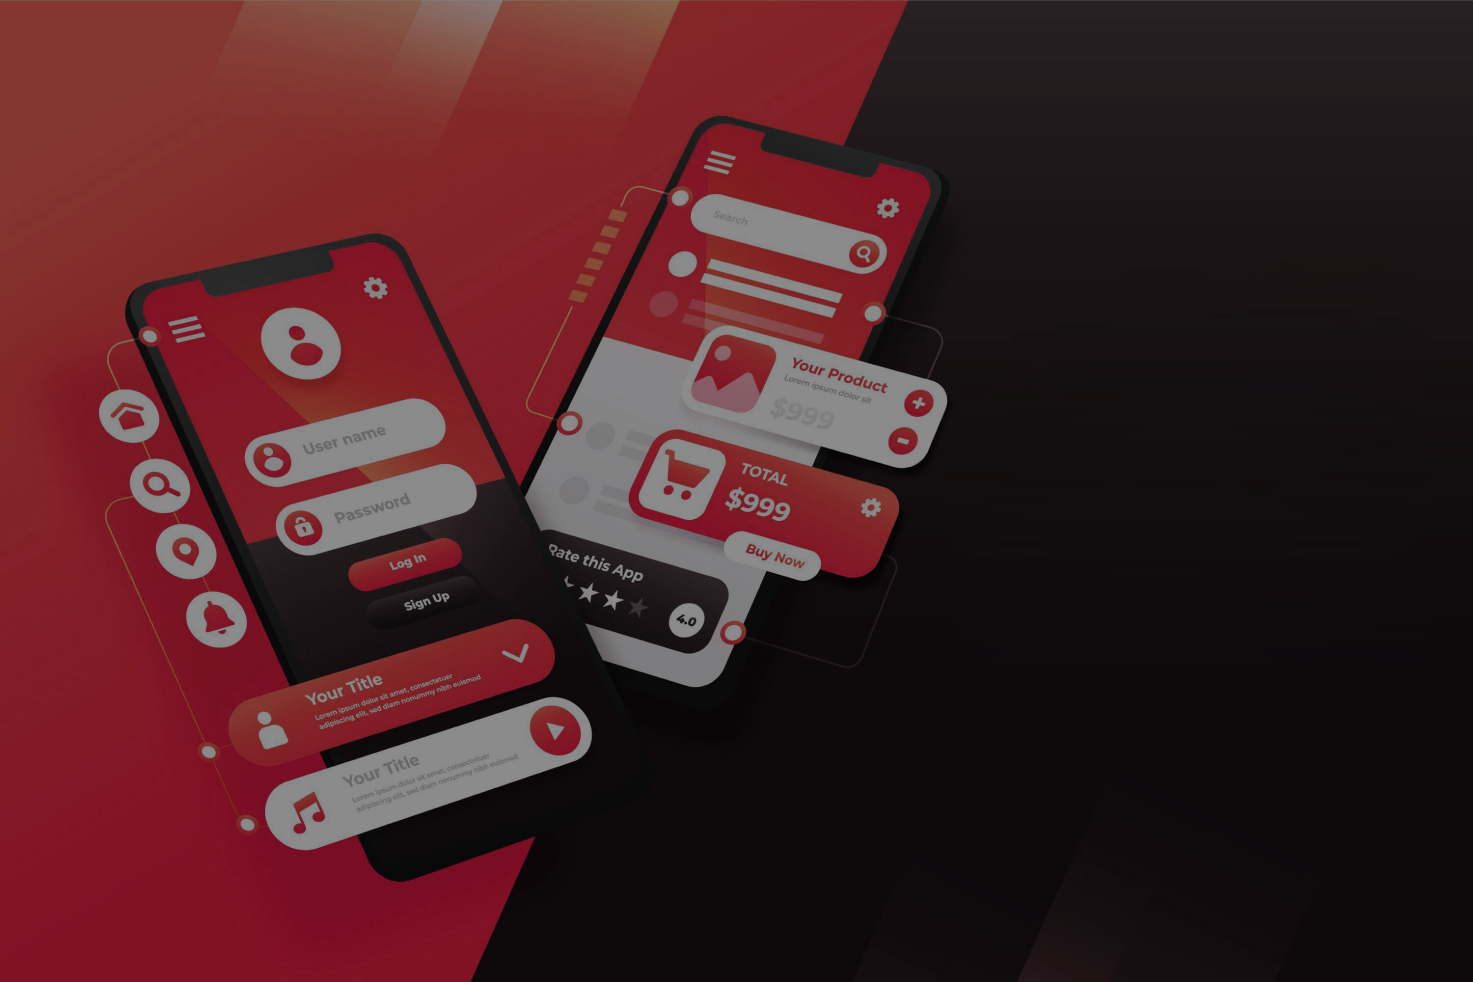 User name
Password
Log In
Sign Up
Your Title
Lorem ipsum dolor sit amet, consectetuer
adipiscing elit, sed diam nonummy nibh euismod
Your Title
Lorem ipsum dolor sit amet, consectetuer
adipiscing elit, sed diam nonummy nibh euismod
Search
Your Product
Lorem ipsum dolor sit
$999
TOTAL
$999
Buy Now
Rate this App
4.0